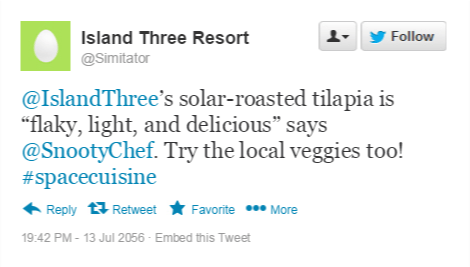 Island Three Resort
@Simitator
Follow
@IslandThree’s solar-roasted tilapia is
“flaky, light, and delicious” says
@SnootyChef. Try the local veggies too!
#spacecuisine
Reply Retweet Favorite More
19:42 PM - 13 Jul 2056 · Embed this Tweet